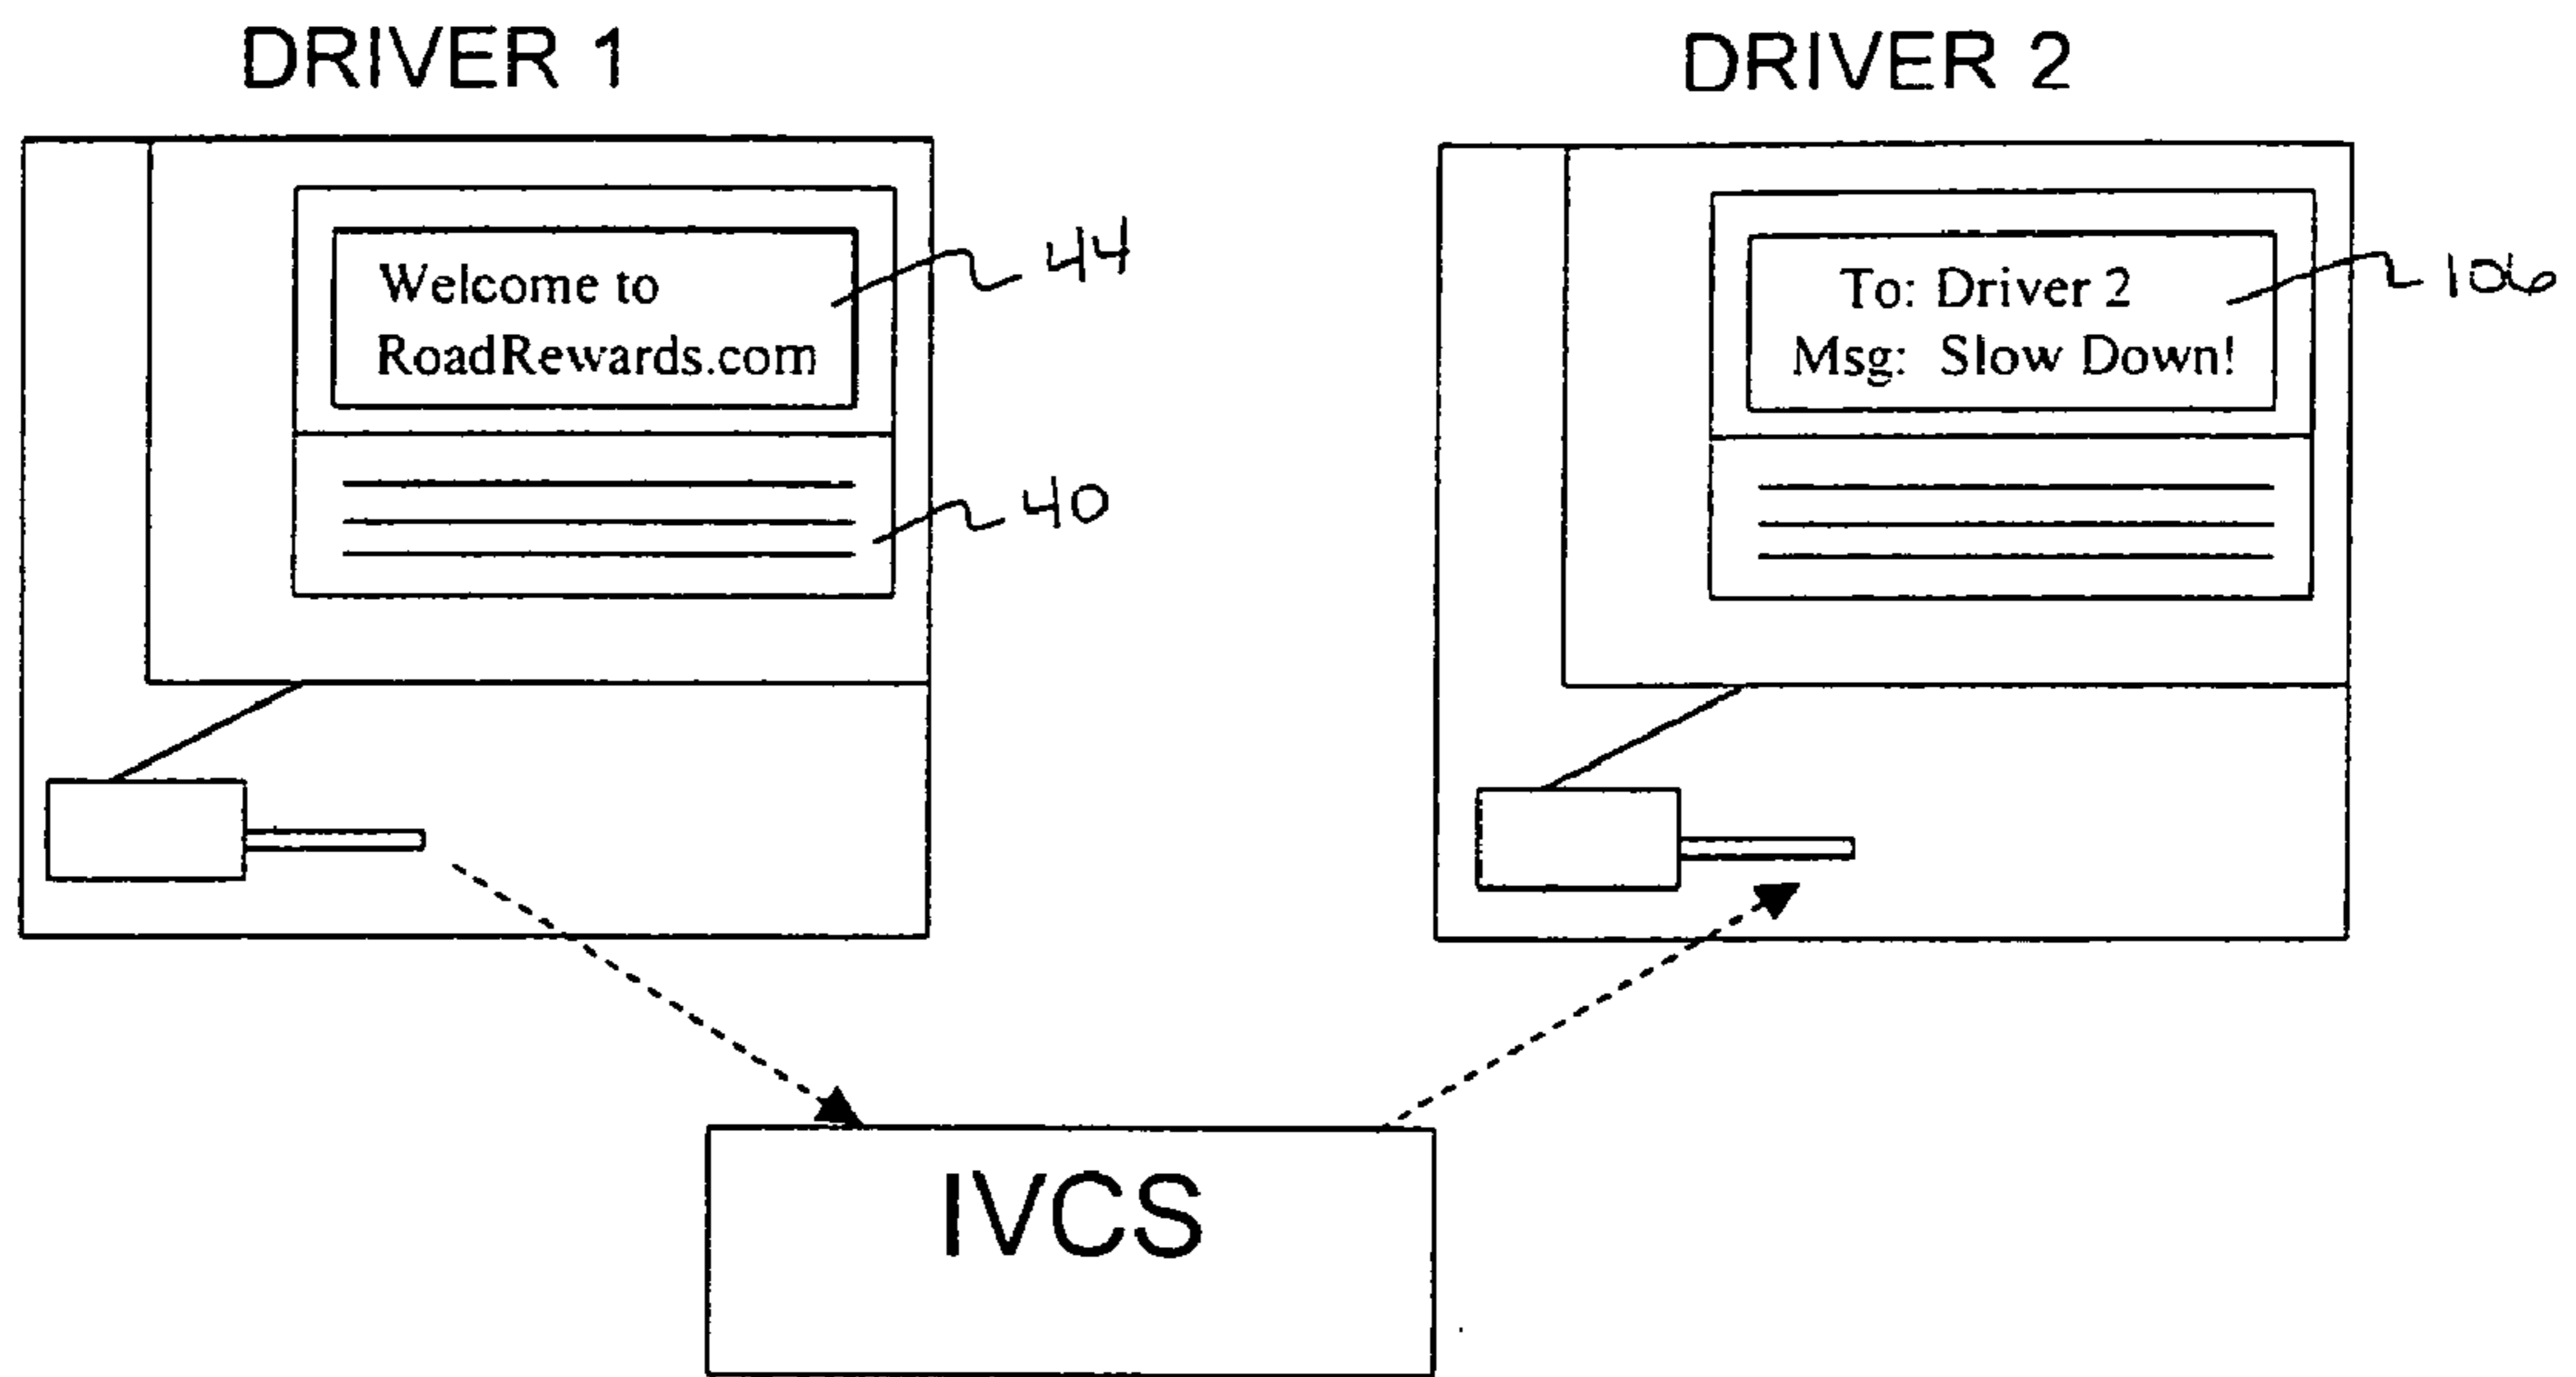 DRIVER 1
DRIVER 2
Welcome to
RoadRewards.com
44
40
To: Driver 2
Msg: Slow Down!
106
IVCS